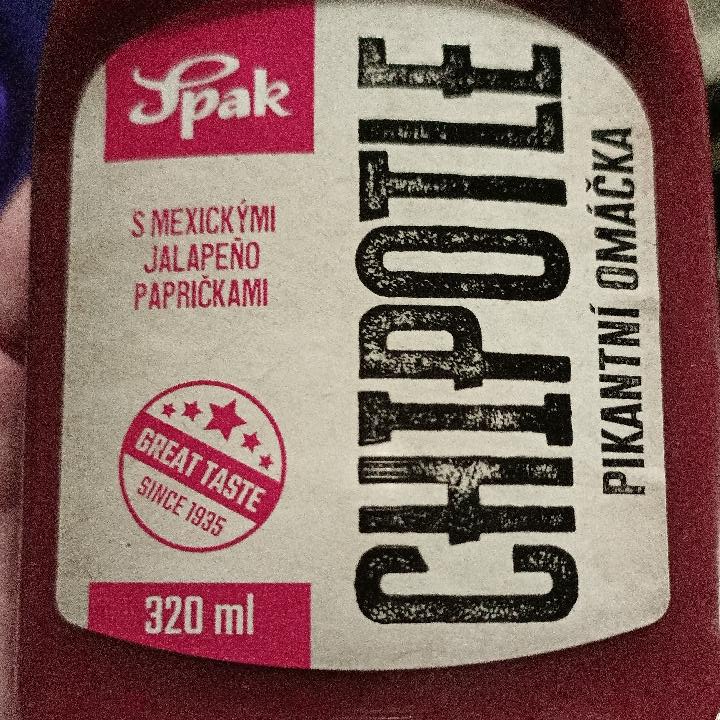 Spak
S MEXICKÝMI
JALAPEÑO
PAPRIČKAMI
GREAT TASTE
SINCE 1935
320 ml
CHIPOTLE
PIKANTNÍ OMÁČKA